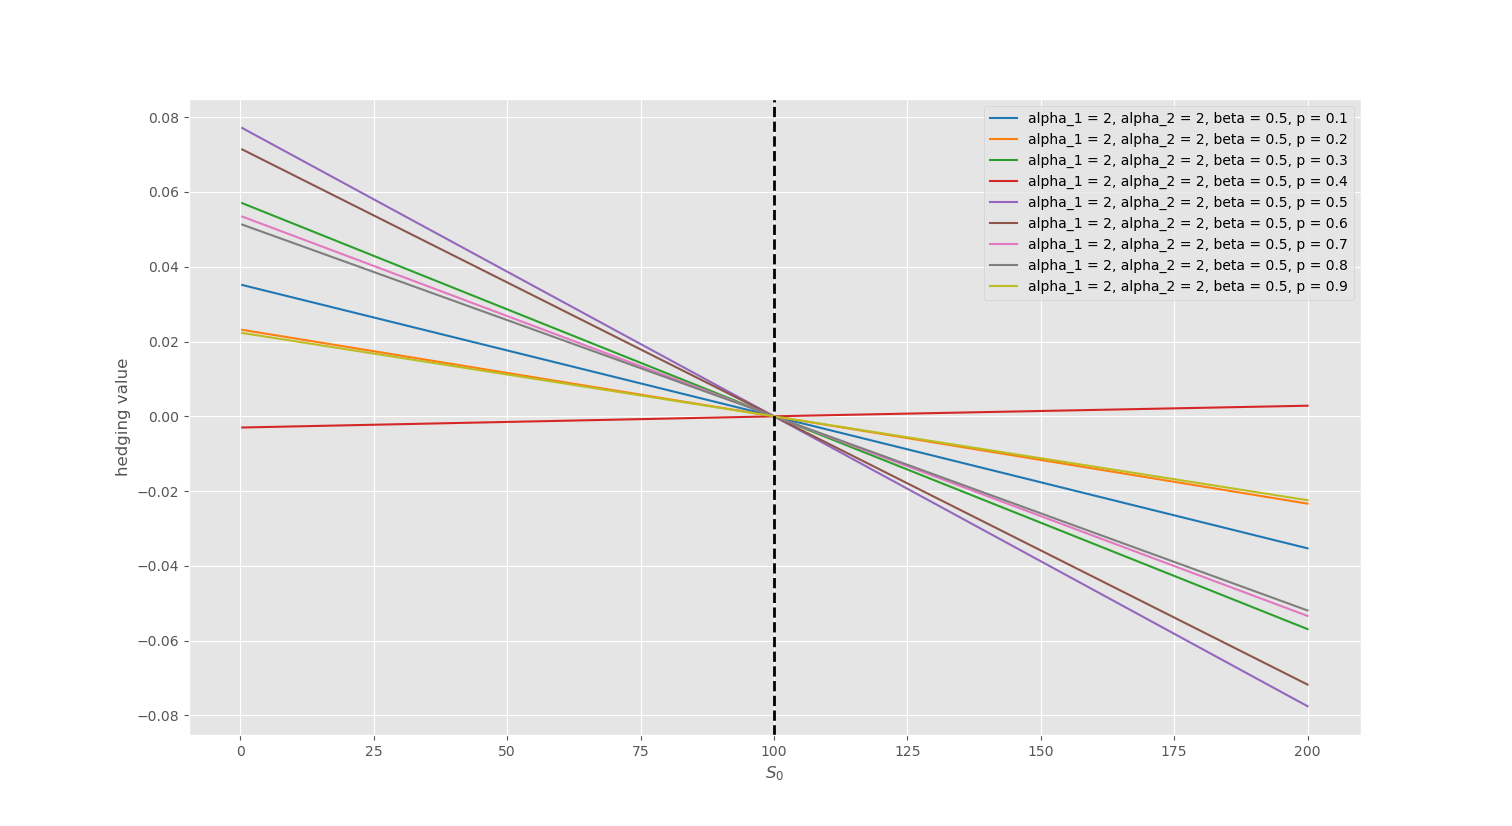 0.08
0.06
0.04
0.02
0.00
−0.02
−0.04
−0.06
−0.08
hedging value
0 25 50 75 100 125 150 175 200
S₀
alpha_1 = 2, alpha_2 = 2, beta = 0.5, p = 0.1
alpha_1 = 2, alpha_2 = 2, beta = 0.5, p = 0.2
alpha_1 = 2, alpha_2 = 2, beta = 0.5, p = 0.3
alpha_1 = 2, alpha_2 = 2, beta = 0.5, p = 0.4
alpha_1 = 2, alpha_2 = 2, beta = 0.5, p = 0.5
alpha_1 = 2, alpha_2 = 2, beta = 0.5, p = 0.6
alpha_1 = 2, alpha_2 = 2, beta = 0.5, p = 0.7
alpha_1 = 2, alpha_2 = 2, beta = 0.5, p = 0.8
alpha_1 = 2, alpha_2 = 2, beta = 0.5, p = 0.9